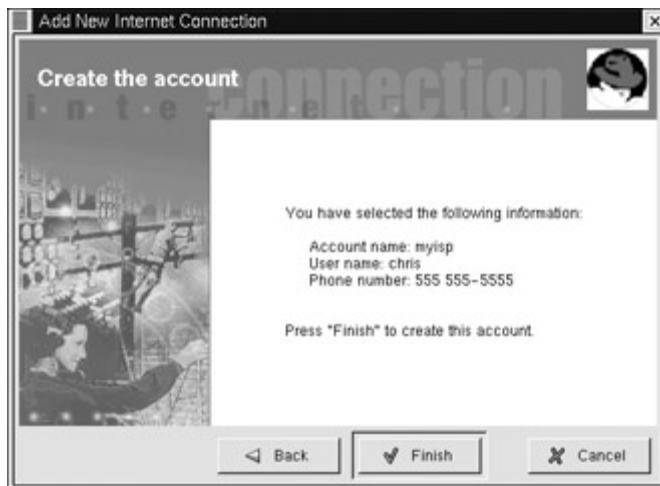 Add New Internet Connection
Create the account
internet
connection
You have selected the following information:
Account name: myisp
User name: chris
Phone number: 555 555-5555
Press "Finish" to create this account.
Back
Finish
Cancel